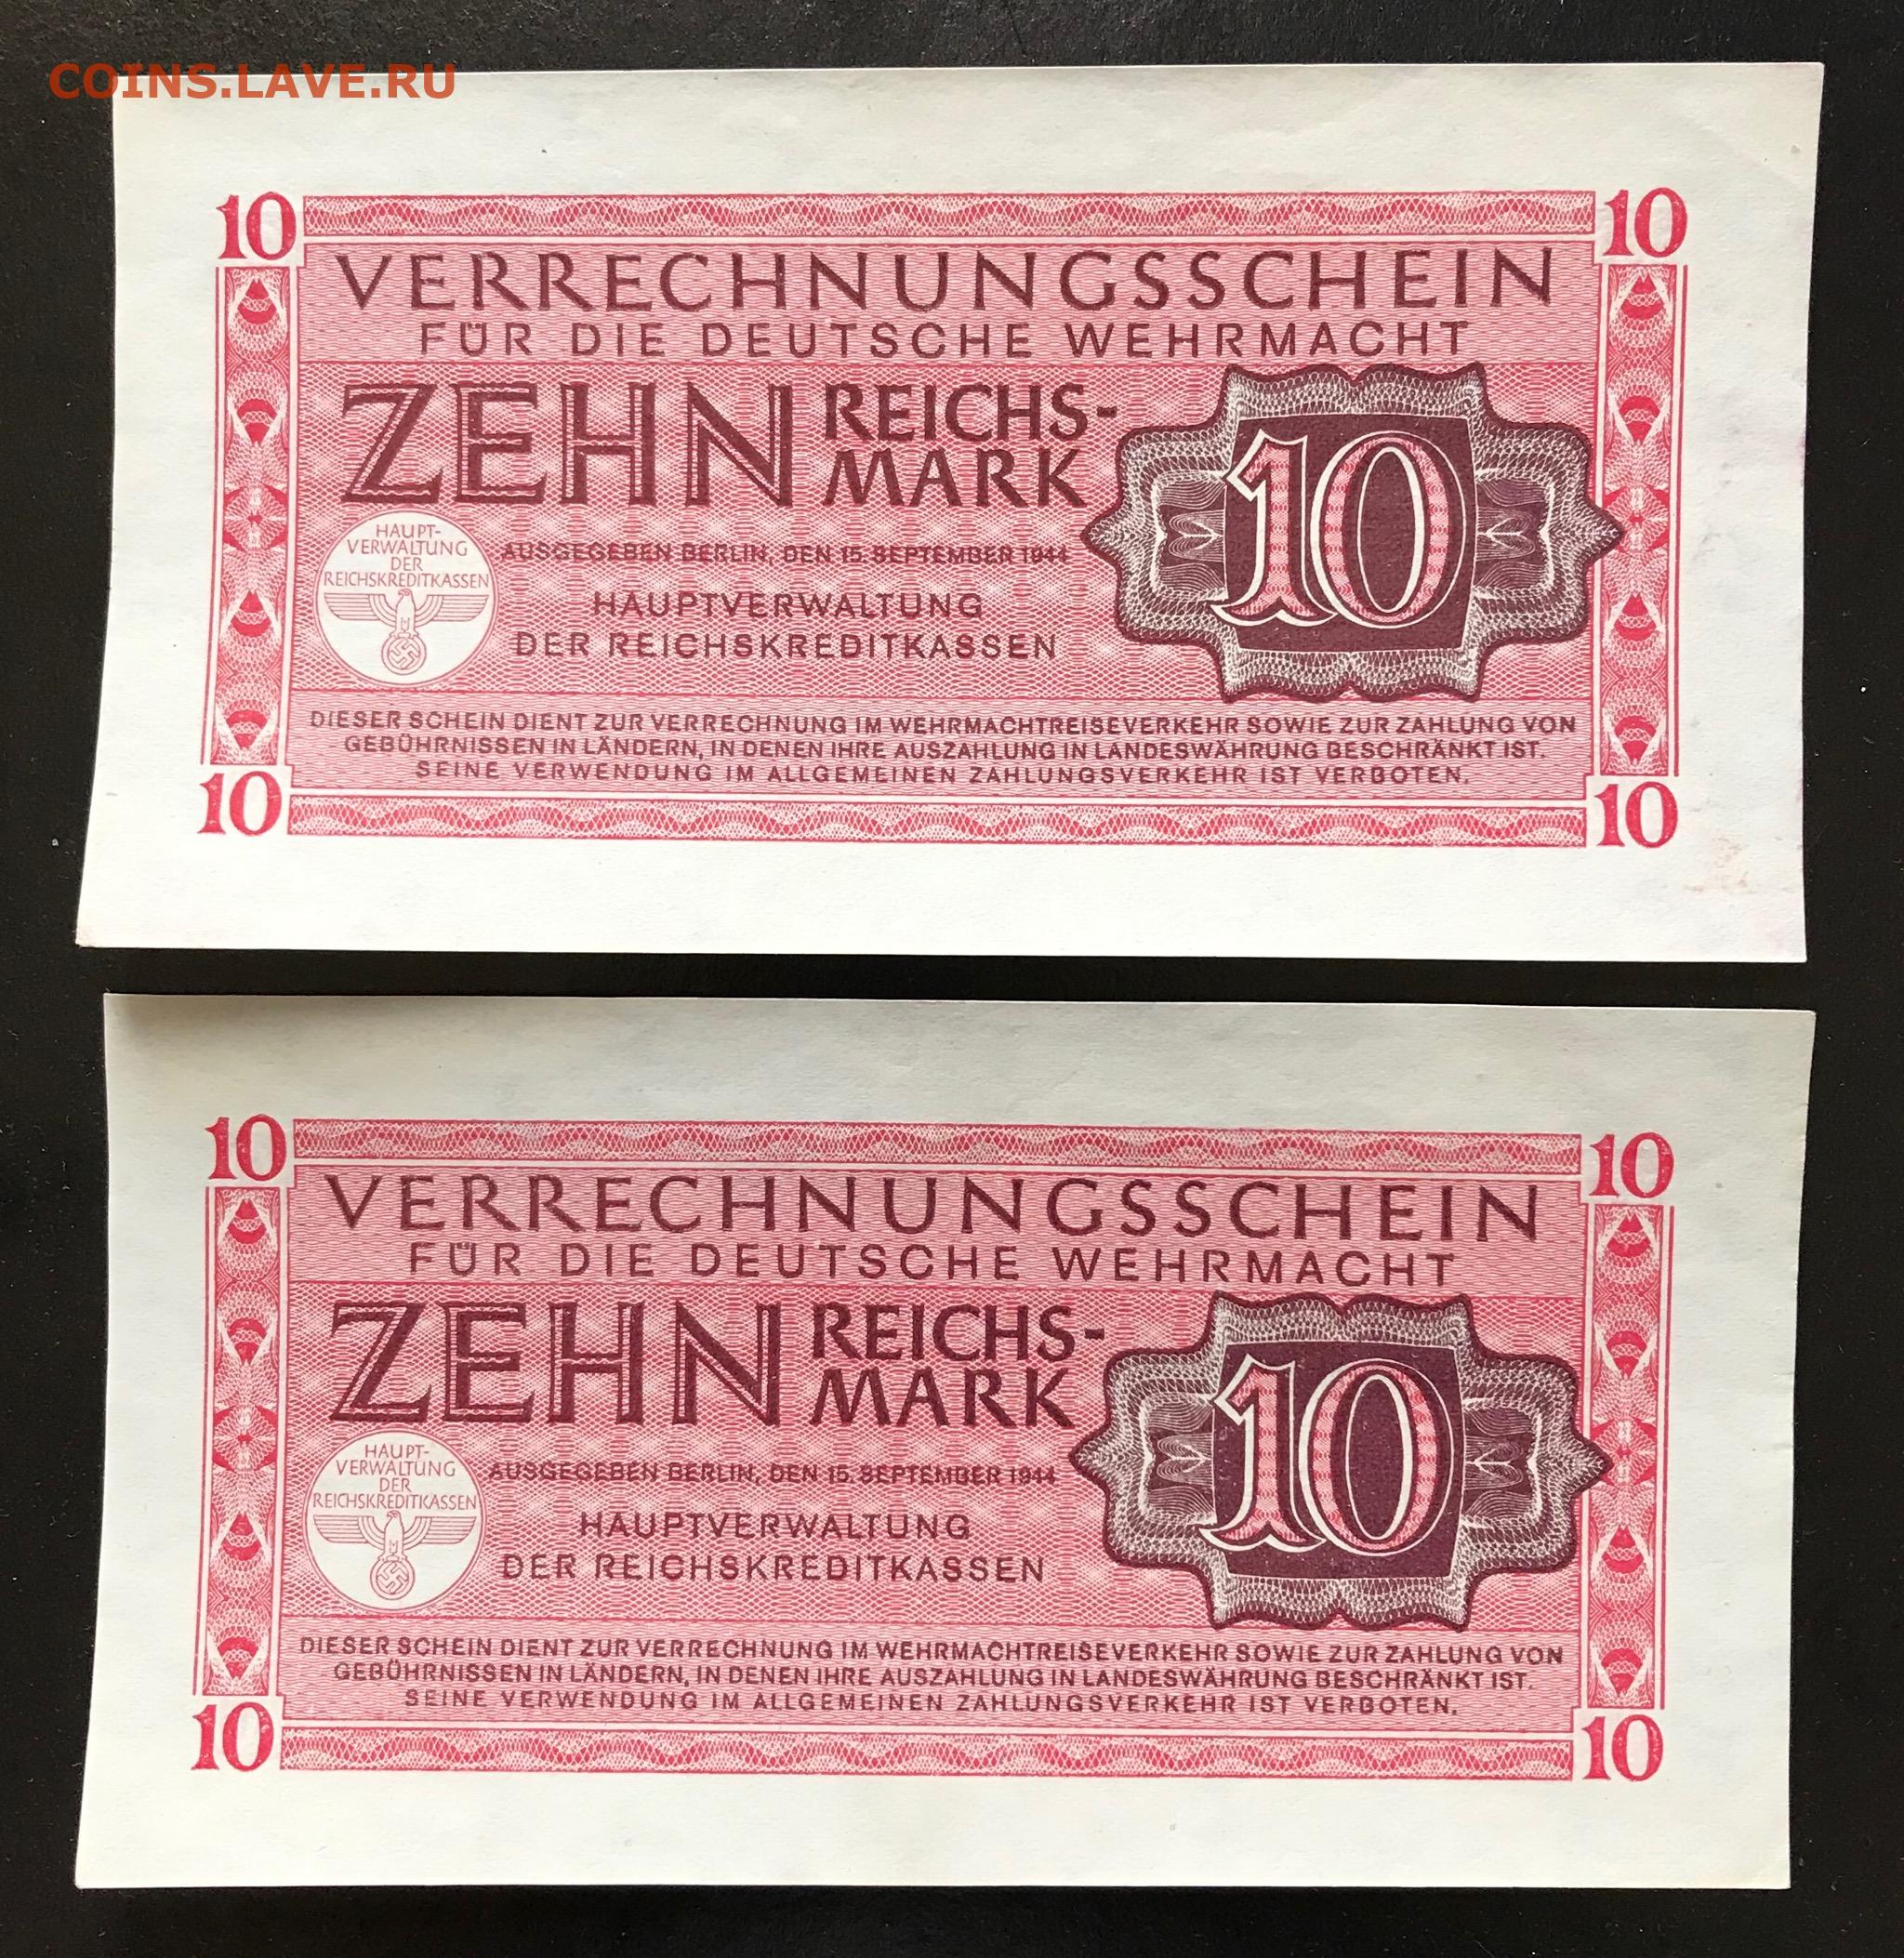 COINS.LAVE.RU
10 10
VERRECHNUNGSSCHEIN
FÜR DIE DEUTSCHE WEHRMACHT
ZEHN REICHS-
MARK
10
HAUPT-
VERWALTUNG
DER
REICHSKREDITKASSEN
AUSGEGEBEN BERLIN, DEN 15. SEPTEMBER 1944
HAUPTVERWALTUNG
DER REICHSKREDITKASSEN
DIESER SCHEIN DIENT ZUR VERRECHNUNG IM WEHRMACHTREISEVERKEHR SOWIE ZUR ZAHLUNG VON
GEBÜHRNISSEN IN LÄNDERN, IN DENEN IHRE AUSZAHLUNG IN LANDESWÄHRUNG BESCHRÄNKT IST.
SEINE VERWENDUNG IM ALLGEMEINEN ZAHLUNGSVERKEHR IST VERBOTEN.
10 10
10 10
VERRECHNUNGSSCHEIN
FÜR DIE DEUTSCHE WEHRMACHT
ZEHN REICHS-
MARK
10
HAUPT-
VERWALTUNG
DER
REICHSKREDITKASSEN
AUSGEGEBEN BERLIN, DEN 15. SEPTEMBER 1944
HAUPTVERWALTUNG
DER REICHSKREDITKASSEN
DIESER SCHEIN DIENT ZUR VERRECHNUNG IM WEHRMACHTREISEVERKEHR SOWIE ZUR ZAHLUNG VON
GEBÜHRNISSEN IN LÄNDERN, IN DENEN IHRE AUSZAHLUNG IN LANDESWÄHRUNG BESCHRÄNKT IST.
SEINE VERWENDUNG IM ALLGEMEINEN ZAHLUNGSVERKEHR IST VERBOTEN.
10 10